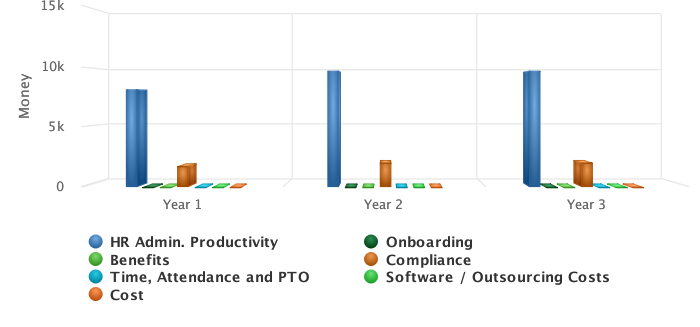 15k
10k
5k
0
Money
Year 1
Year 2
Year 3
HR Admin. Productivity
Onboarding
Benefits
Compliance
Time, Attendance and PTO
Software / Outsourcing Costs
Cost